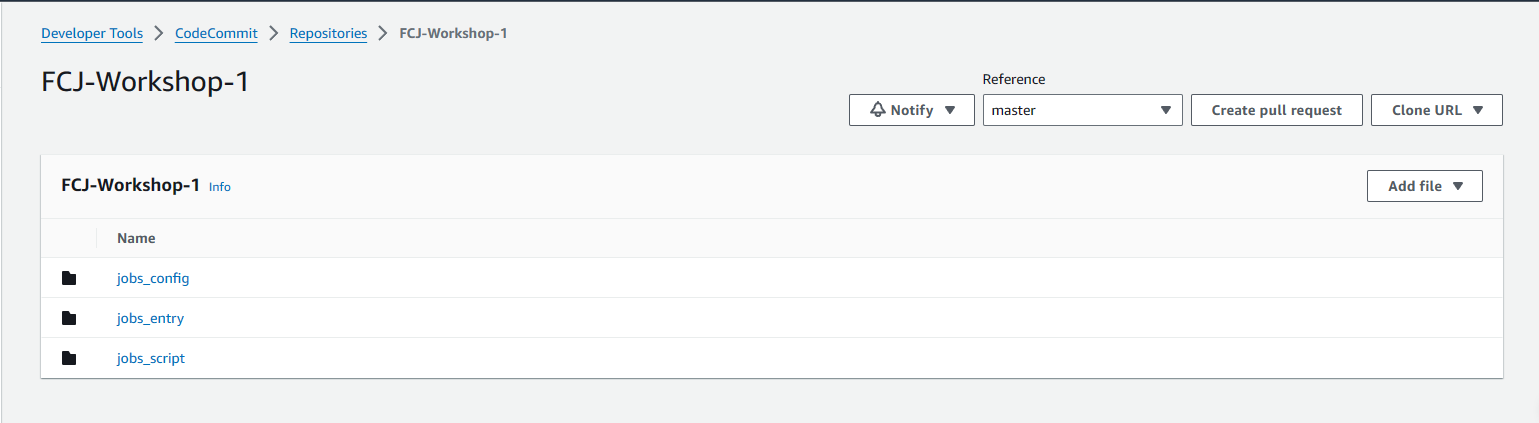 Developer Tools > CodeCommit > Repositories > FCJ-Workshop-1
FCJ-Workshop-1
Reference
Notify master Create pull request Clone URL
FCJ-Workshop-1 Info Add file
Name
jobs_config
jobs_entry
jobs_script